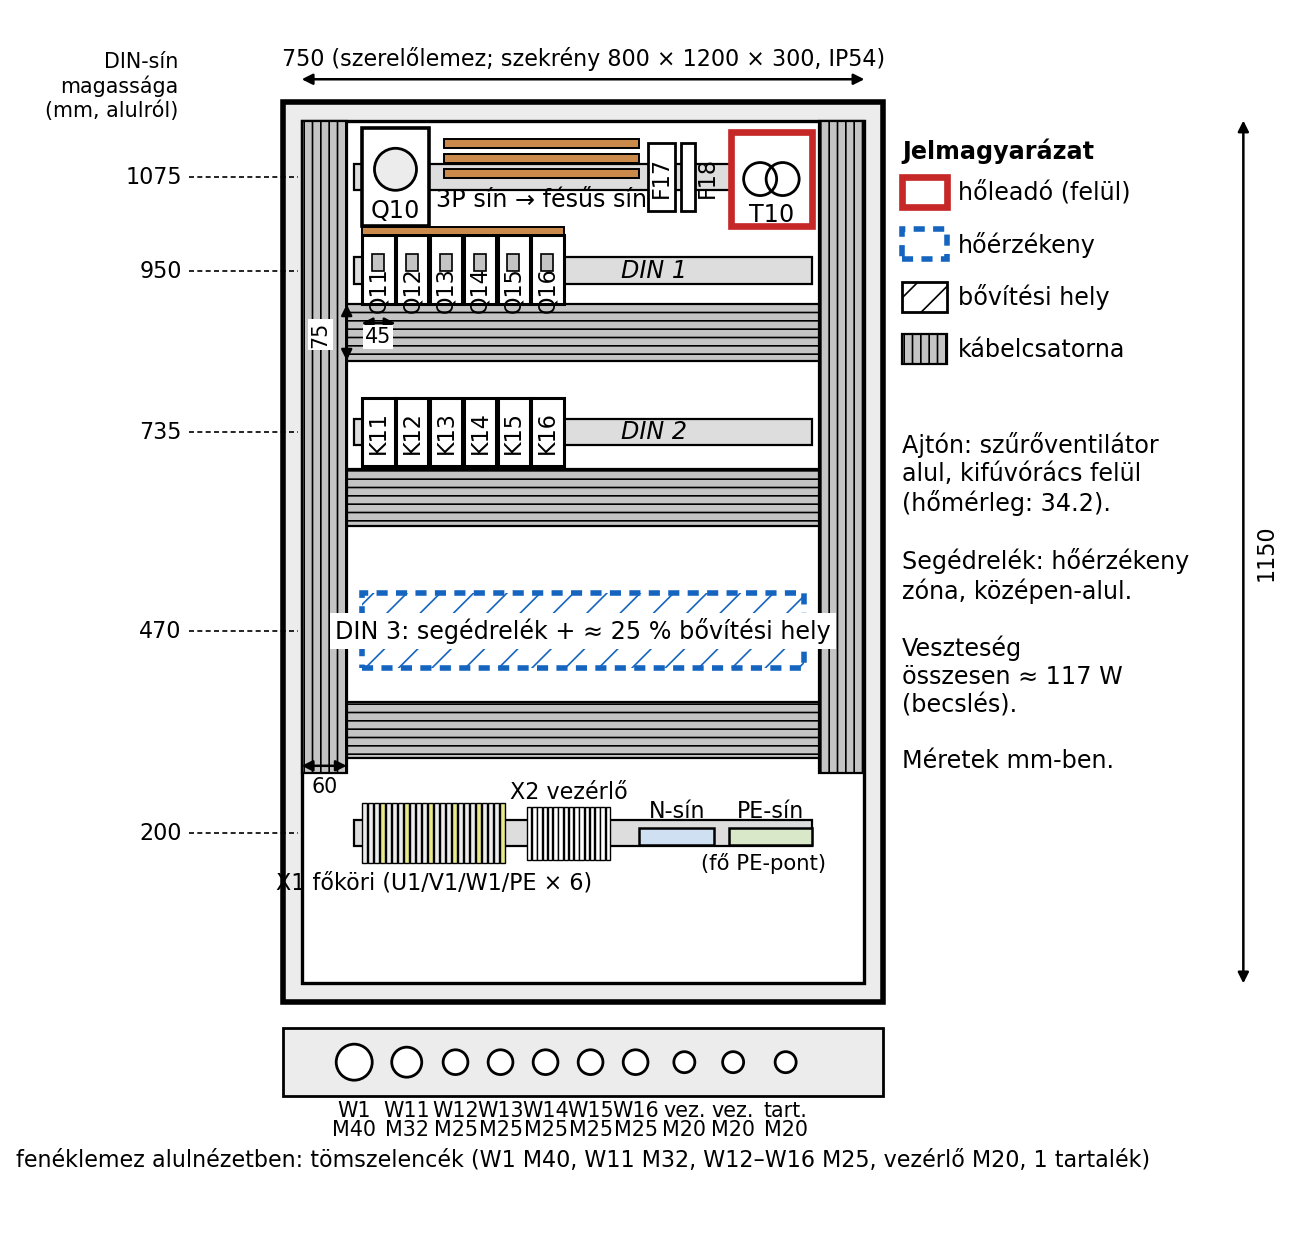 DIN-sín
magassága
(mm, alulról)
750 (szerelőlemez; szekrény 800 × 1200 × 300, IP54)
1075
950
735
470
200
Q10
3P sín → fésűs sín
F17
F18
T10
Q11
Q12
Q13
Q14
Q15
Q16
DIN 1
75
45
K11
K12
K13
K14
K15
K16
DIN 2
DIN 3: segédrelék + ≈ 25 % bővítési hely
60
X2 vezérlő
N-sín
PE-sín
(fő PE-pont)
X1 főköri (U1/V1/W1/PE × 6)
Jelmagyarázat
hőleadó (felül)
hőérzékeny
bővítési hely
kábelcsatorna
Ajtón: szűrőventilátor
alul, kifúvórács felül
(hőmérleg: 34.2).
Segédrelék: hőérzékeny
zóna, középen-alul.
Veszteség
összesen ≈ 117 W
(becslés).
Méretek mm-ben.
1150
W1 W11 W12 W13 W14 W15 W16 vez. vez. tart.
M40 M32 M25 M25 M25 M25 M25 M20 M20 M20
fenéklemez alulnézetben: tömszelencék (W1 M40, W11 M32, W12–W16 M25, vezérlő M20, 1 tartalék)